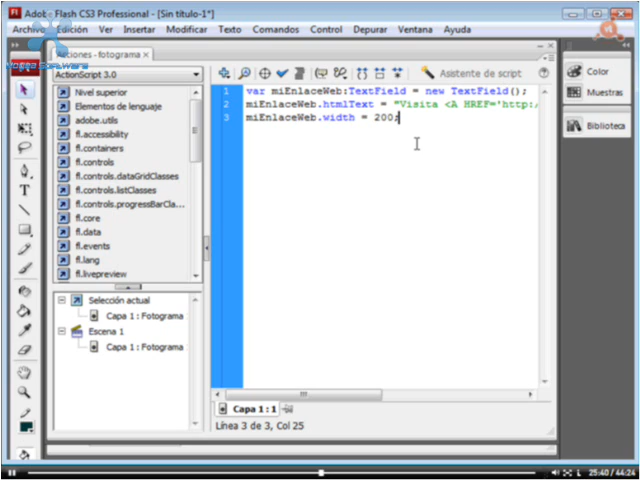 Adobe Flash CS3 Professional - [Sin título-1*]
Archivo Edición Ver Insertar Modificar Texto Comandos Control Depurar Ventana Ayuda
Acciones - fotograma ×
ActionScript 3.0
Asistente de script
Nivel superior
Elementos de lenguaje
adobe.utils
fl.accessibility
fl.containers
fl.controls
fl.controls.dataGridClasses
fl.controls.listClasses
fl.controls.progressBarCla...
fl.core
fl.data
fl.events
fl.lang
fl.livepreview
Selección actual
Capa 1 : Fotograma
Escena 1
Capa 1 : Fotograma
1 var miEnlaceWeb:TextField = new TextField();
2 miEnlaceWeb.htmlText = "Visita <A HREF='http:/
3 miEnlaceWeb.width = 200;
Capa 1 : 1
Línea 3 de 3, Col 25
Color
Muestras
Biblioteca
25:40 / 44:24